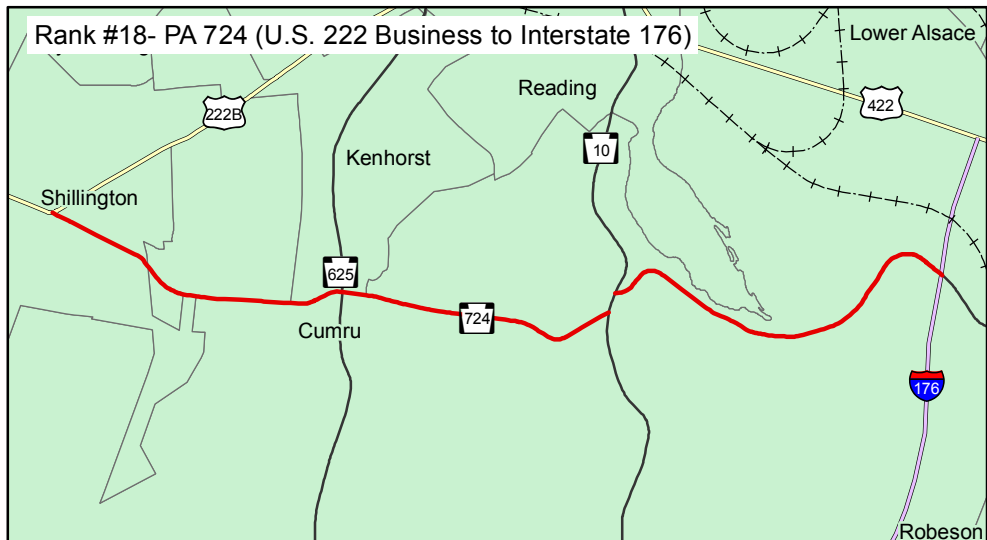 Rank #18- PA 724 (U.S. 222 Business to Interstate 176)
Lower Alsace
Reading
422
222B
10
Kenhorst
Shillington
625
724
Cumru
176
Robeson